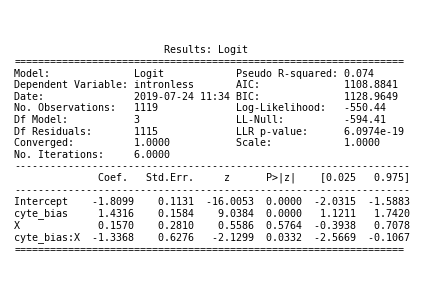 Results: Logit
=================================================================
Model: Logit Pseudo R-squared: 0.074
Dependent Variable: intronless AIC: 1108.8841
Date: 2019-07-24 11:34 BIC: 1128.9649
No. Observations: 1119 Log-Likelihood: -550.44
Df Model: 3 LL-Null: -594.41
Df Residuals: 1115 LLR p-value: 6.0974e-19
Converged: 1.0000 Scale: 1.0000
No. Iterations: 6.0000
------------------------------------------------------------------
Coef. Std.Err. z P>|z| [0.025 0.975]
------------------------------------------------------------------
Intercept -1.8099 0.1131 -16.0053 0.0000 -2.0315 -1.5883
cyte_bias 1.4316 0.1584 9.0384 0.0000 1.1211 1.7420
X 0.1570 0.2810 0.5586 0.5764 -0.3938 0.7078
cyte_bias:X -1.3368 0.6276 -2.1299 0.0332 -2.5669 -0.1067
=================================================================